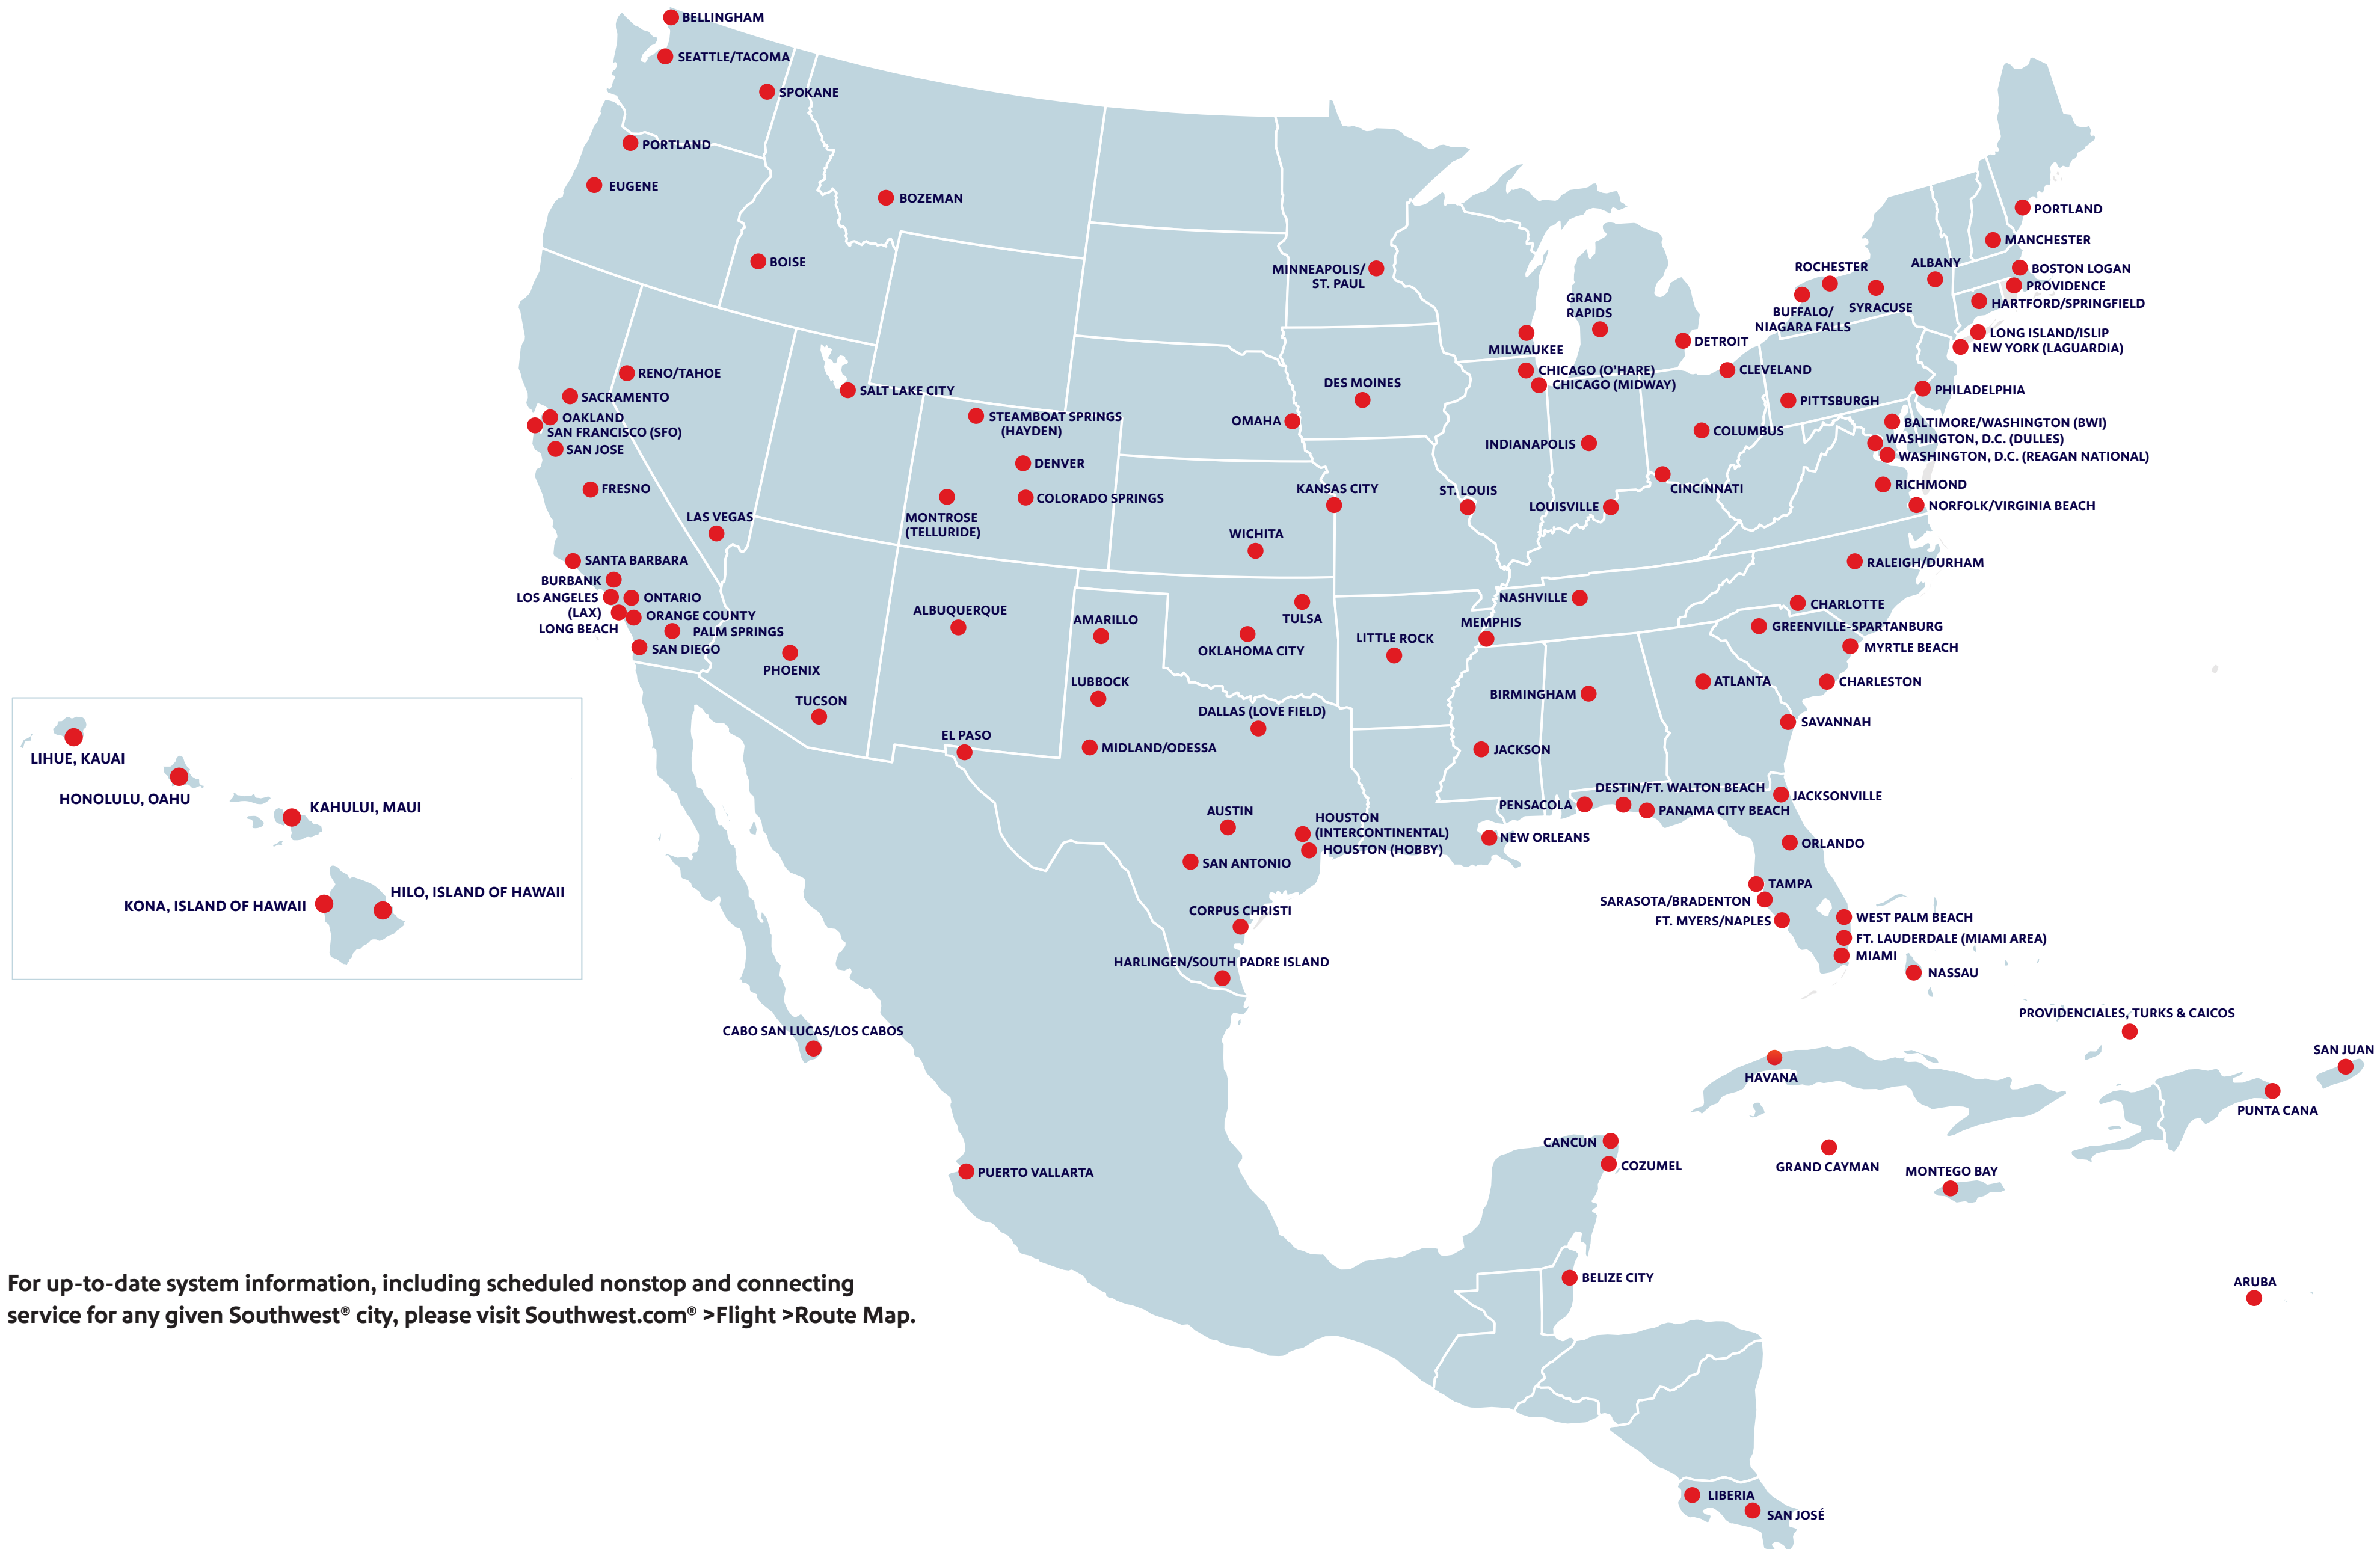 BELLINGHAM
SEATTLE/TACOMA
SPOKANE
PORTLAND
EUGENE
BOZEMAN
BOISE
PORTLAND
MANCHESTER
BOSTON LOGAN
PROVIDENCE
HARTFORD/SPRINGFIELD
ALBANY
ROCHESTER
SYRACUSE
BUFFALO/
NIAGARA FALLS
LONG ISLAND/ISLIP
NEW YORK (LAGUARDIA)
MINNEAPOLIS/
ST. PAUL
GRAND
RAPIDS
MILWAUKEE
DETROIT
CHICAGO (O'HARE)
CHICAGO (MIDWAY)
CLEVELAND
PITTSBURGH
PHILADELPHIA
RENO/TAHOE
SACRAMENTO
OAKLAND
SAN FRANCISCO (SFO)
SAN JOSE
FRESNO
SALT LAKE CITY
STEAMBOAT SPRINGS
(HAYDEN)
DENVER
COLORADO SPRINGS
MONTROSE
(TELLURIDE)
DES MOINES
OMAHA
INDIANAPOLIS
COLUMBUS
CINCINNATI
BALTIMORE/WASHINGTON (BWI)
WASHINGTON, D.C. (DULLES)
WASHINGTON, D.C. (REAGAN NATIONAL)
RICHMOND
NORFOLK/VIRGINIA BEACH
KANSAS CITY
ST. LOUIS
LOUISVILLE
LAS VEGAS
WICHITA
SANTA BARBARA
BURBANK
LOS ANGELES
(LAX)
LONG BEACH
ONTARIO
ORANGE COUNTY
PALM SPRINGS
SAN DIEGO
PHOENIX
TUCSON
ALBUQUERQUE
AMARILLO
TULSA
OKLAHOMA CITY
LITTLE ROCK
MEMPHIS
NASHVILLE
RALEIGH/DURHAM
CHARLOTTE
GREENVILLE-SPARTANBURG
MYRTLE BEACH
CHARLESTON
ATLANTA
BIRMINGHAM
SAVANNAH
LUBBOCK
DALLAS (LOVE FIELD)
EL PASO
MIDLAND/ODESSA
JACKSON
DESTIN/FT. WALTON BEACH
PENSACOLA
PANAMA CITY BEACH
JACKSONVILLE
AUSTIN
HOUSTON
(INTERCONTINENTAL)
HOUSTON (HOBBY)
NEW ORLEANS
ORLANDO
SAN ANTONIO
TAMPA
SARASOTA/BRADENTON
FT. MYERS/NAPLES
WEST PALM BEACH
FT. LAUDERDALE (MIAMI AREA)
MIAMI
NASSAU
CORPUS CHRISTI
HARLINGEN/SOUTH PADRE ISLAND
LIHUE, KAUAI
HONOLULU, OAHU
KAHULUI, MAUI
KONA, ISLAND OF HAWAII
HILO, ISLAND OF HAWAII
CABO SAN LUCAS/LOS CABOS
PROVIDENCIALES, TURKS & CAICOS
SAN JUAN
HAVANA
PUNTA CANA
CANCUN
COZUMEL
GRAND CAYMAN
MONTEGO BAY
PUERTO VALLARTA
BELIZE CITY
ARUBA
LIBERIA
SAN JOSÉ
For up-to-date system information, including scheduled nonstop and connecting
service for any given Southwest® city, please visit Southwest.com® >Flight >Route Map.